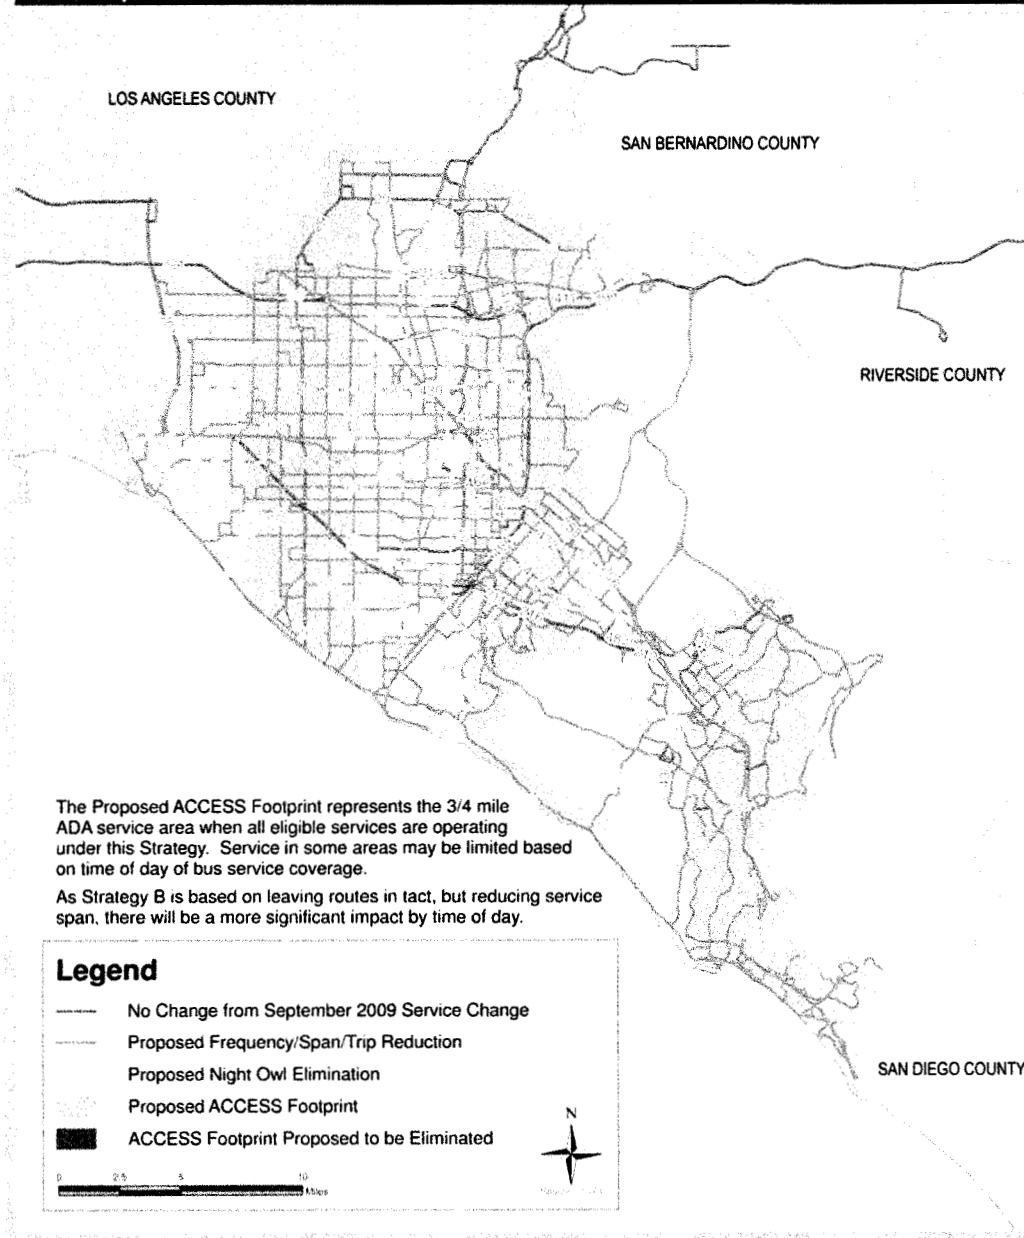 LOS ANGELES COUNTY
SAN BERNARDINO COUNTY
RIVERSIDE COUNTY
The Proposed ACCESS Footprint represents the 3/4 mile
ADA service area when all eligible services are operating
under this Strategy. Service in some areas may be limited based
on time of day of bus service coverage.
As Strategy B is based on leaving routes in tact, but reducing service
span, there will be a more significant impact by time of day.
Legend
No Change from September 2009 Service Change
Proposed Frequency/Span/Trip Reduction
Proposed Night Owl Elimination
Proposed ACCESS Footprint
ACCESS Footprint Proposed to be Eliminated
N
0 2.5 5 10
Miles
SAN DIEGO COUNTY